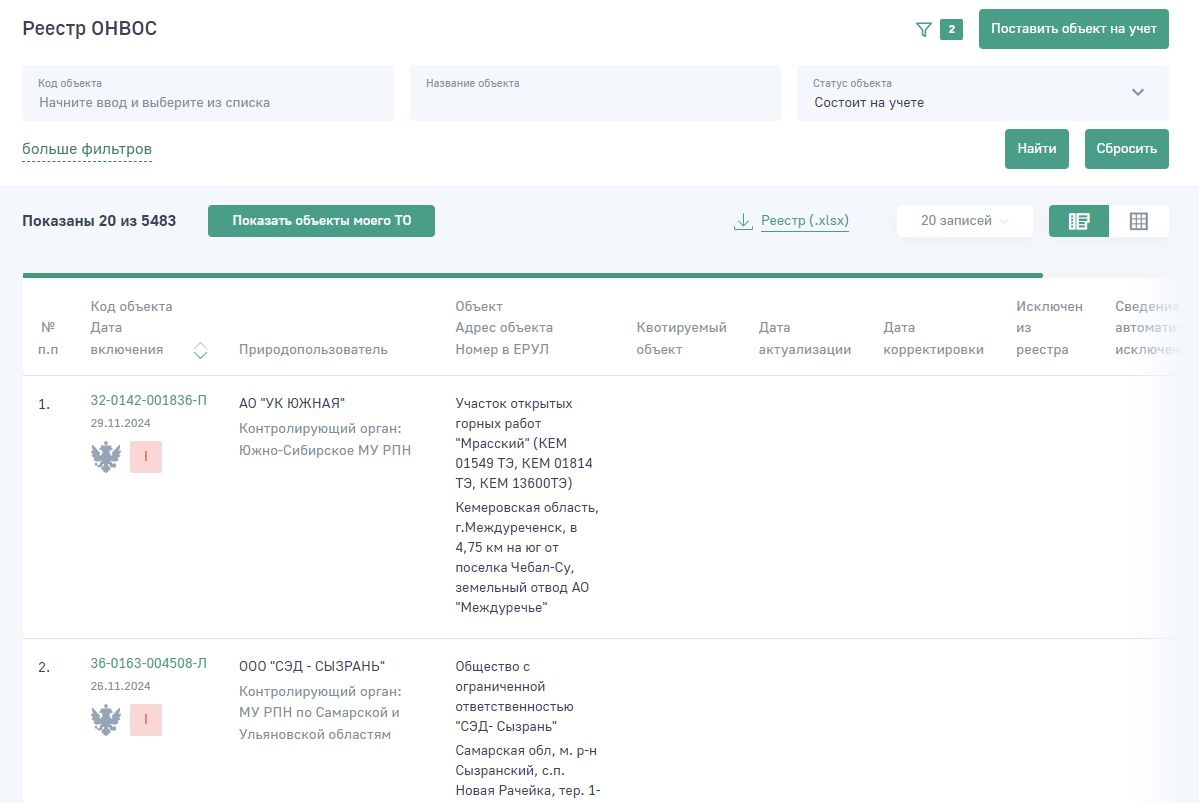 Реестр ОНВОС
2
Поставить объект на учет
Код объекта
Начните ввод и выберите из списка
Название объекта
Статус объекта
Состоит на учете
больше фильтров
Найти
Сбросить
Показаны 20 из 5483
Показать объекты моего ТО
Реестр (.xlsx)
20 записей
№
п.п
Код объекта
Дата
включения
Природопользователь
Объект
Адрес объекта
Номер в ЕРУЛ
Квотируемый
объект
Дата
актуализации
Дата
корректировки
Исключен
из
реестра
Сведения
автоматич
исключен
1.
32-0142-001836-П
29.11.2024
I
АО "УК ЮЖНАЯ"
Контролирующий орган:
Южно-Сибирское МУ РПН
Участок открытых
горных работ
"Мрасский" (КЕМ
01549 ТЭ, КЕМ 01814
ТЭ, КЕМ 13600ТЭ)
Кемеровская область,
г.Междуреченск, в
4,75 км на юг от
поселка Чебал-Су,
земельный отвод АО
"Междуречье"
2.
36-0163-004508-Л
26.11.2024
I
ООО "СЭД - СЫЗРАНЬ"
Контролирующий орган:
МУ РПН по Самарской и
Ульяновской областям
Общество с
ограниченной
ответственностью
"СЭД- Сызрань"
Самарская обл, м. р-н
Сызранский, с.п.
Новая Рачейка, тер. 1-